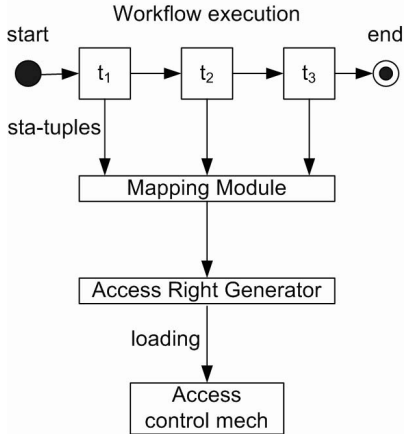 Workflow execution
start
end
t₁
t₂
t₃
sta-tuples
Mapping Module
Access Right Generator
loading
Access
control mech